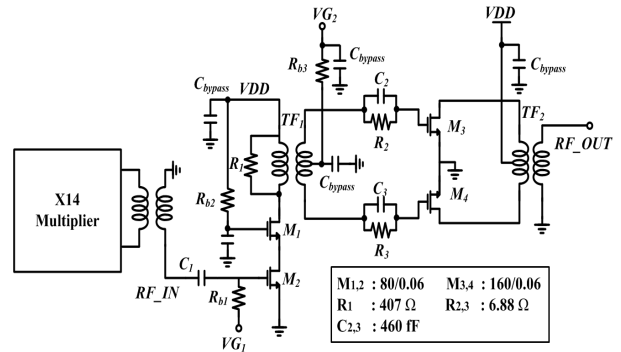 VG2
VDD
Rb3
Cbypass
Cbypass
C2
Cbypass
VDD
R2
M3
TF1
TF2
RF_OUT
R1
Cbypass
X14
Multiplier
Rb2
M4
C3
R3
M1
C1
M2
RF_IN
Rb1
VG1
M1,2 : 80/0.06 M3,4 : 160/0.06
R1 : 407 Ω R2,3 : 6.88 Ω
C2,3 : 460 fF